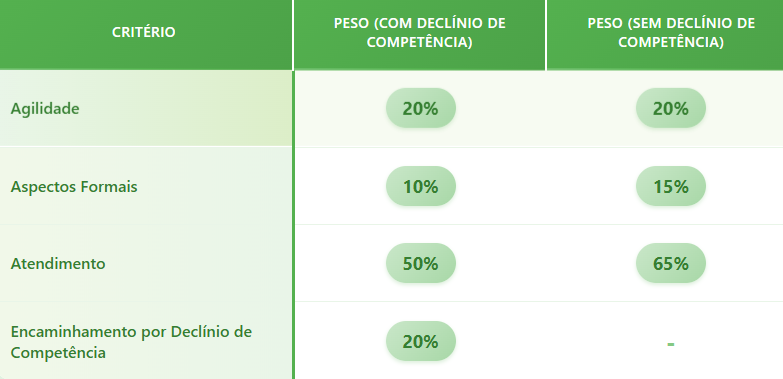 CRITÉRIO
PESO (COM DECLÍNIO DE
COMPETÊNCIA)
PESO (SEM DECLÍNIO DE
COMPETÊNCIA)
Agilidade
20%
20%
Aspectos Formais
10%
15%
Atendimento
50%
65%
Encaminhamento por Declínio de
Competência
20%
-